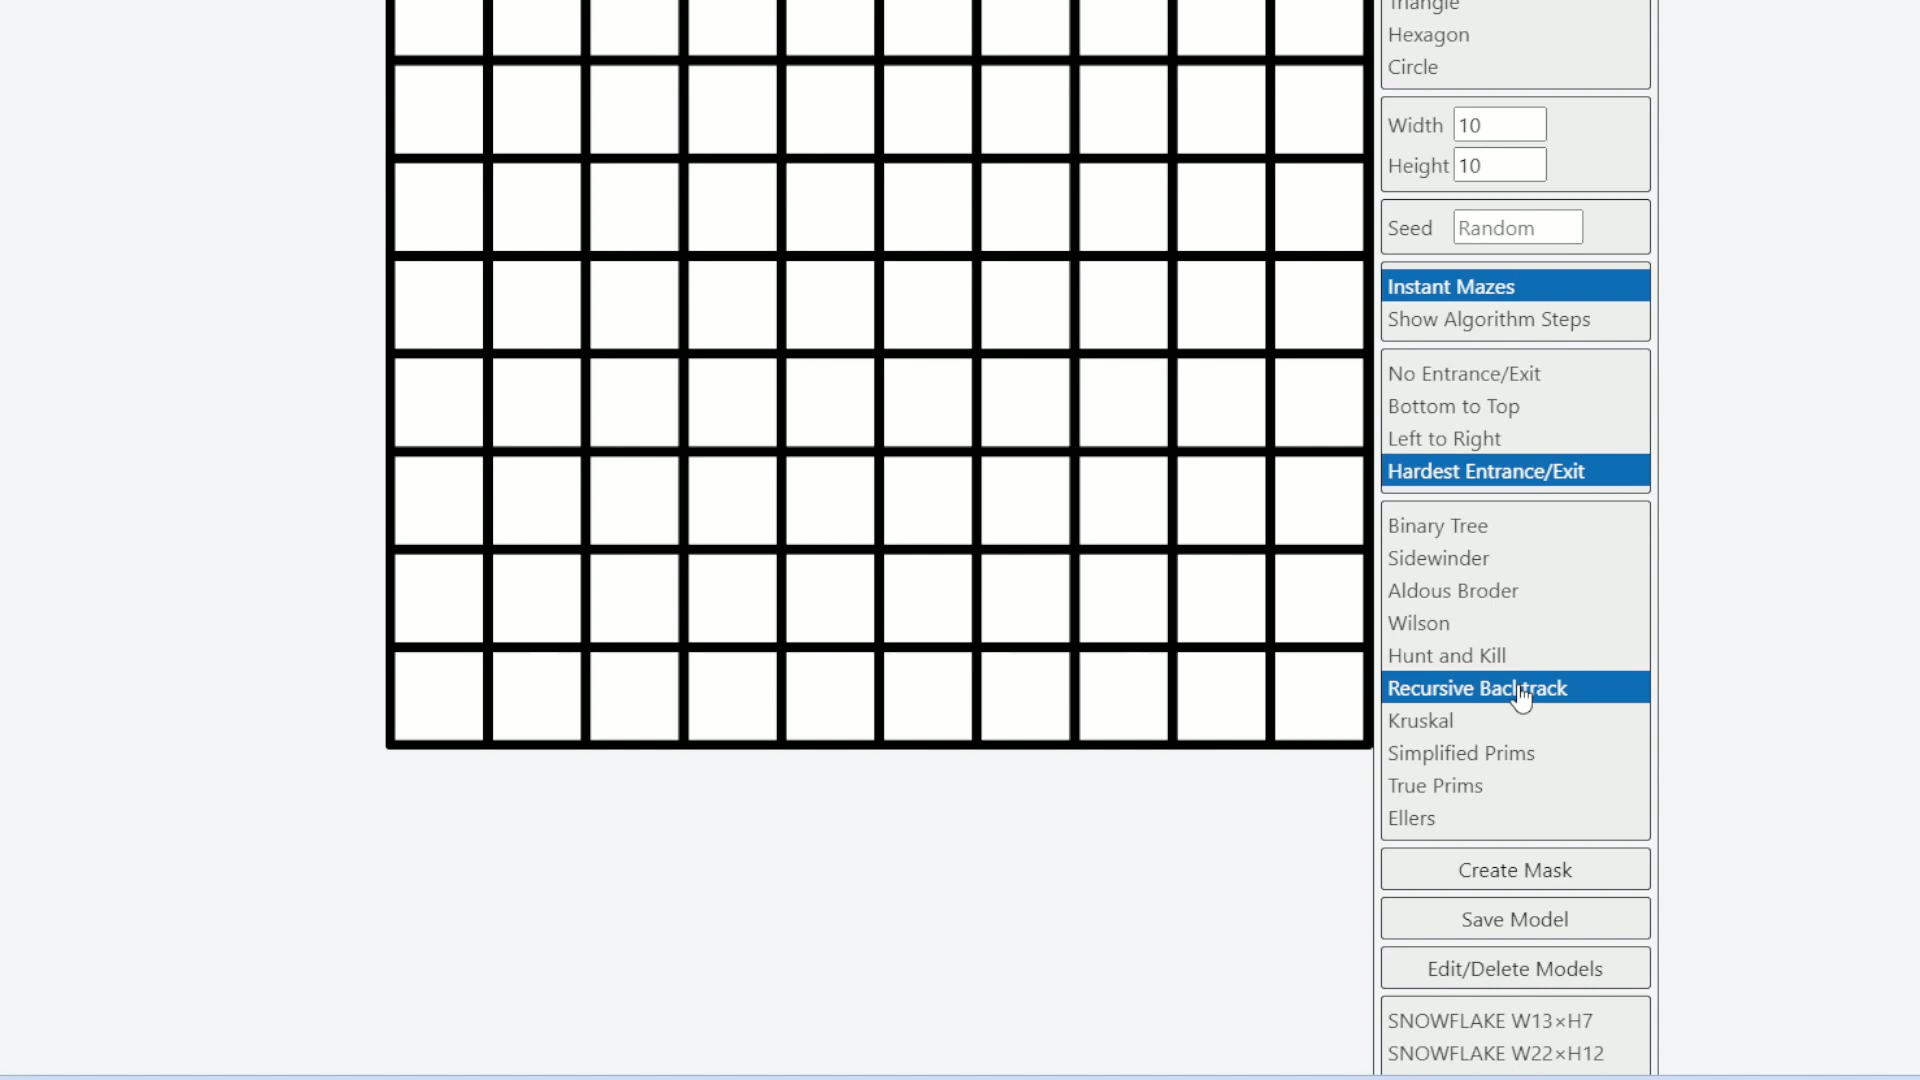 Triangle
Hexagon
Circle
Width 10
Height 10
Seed Random
Instant Mazes
Show Algorithm Steps
No Entrance/Exit
Bottom to Top
Left to Right
Hardest Entrance/Exit
Binary Tree
Sidewinder
Aldous Broder
Wilson
Hunt and Kill
Recursive Backtrack
Kruskal
Simplified Prims
True Prims
Ellers
Create Mask
Save Model
Edit/Delete Models
SNOWFLAKE W13×H7
SNOWFLAKE W22×H12